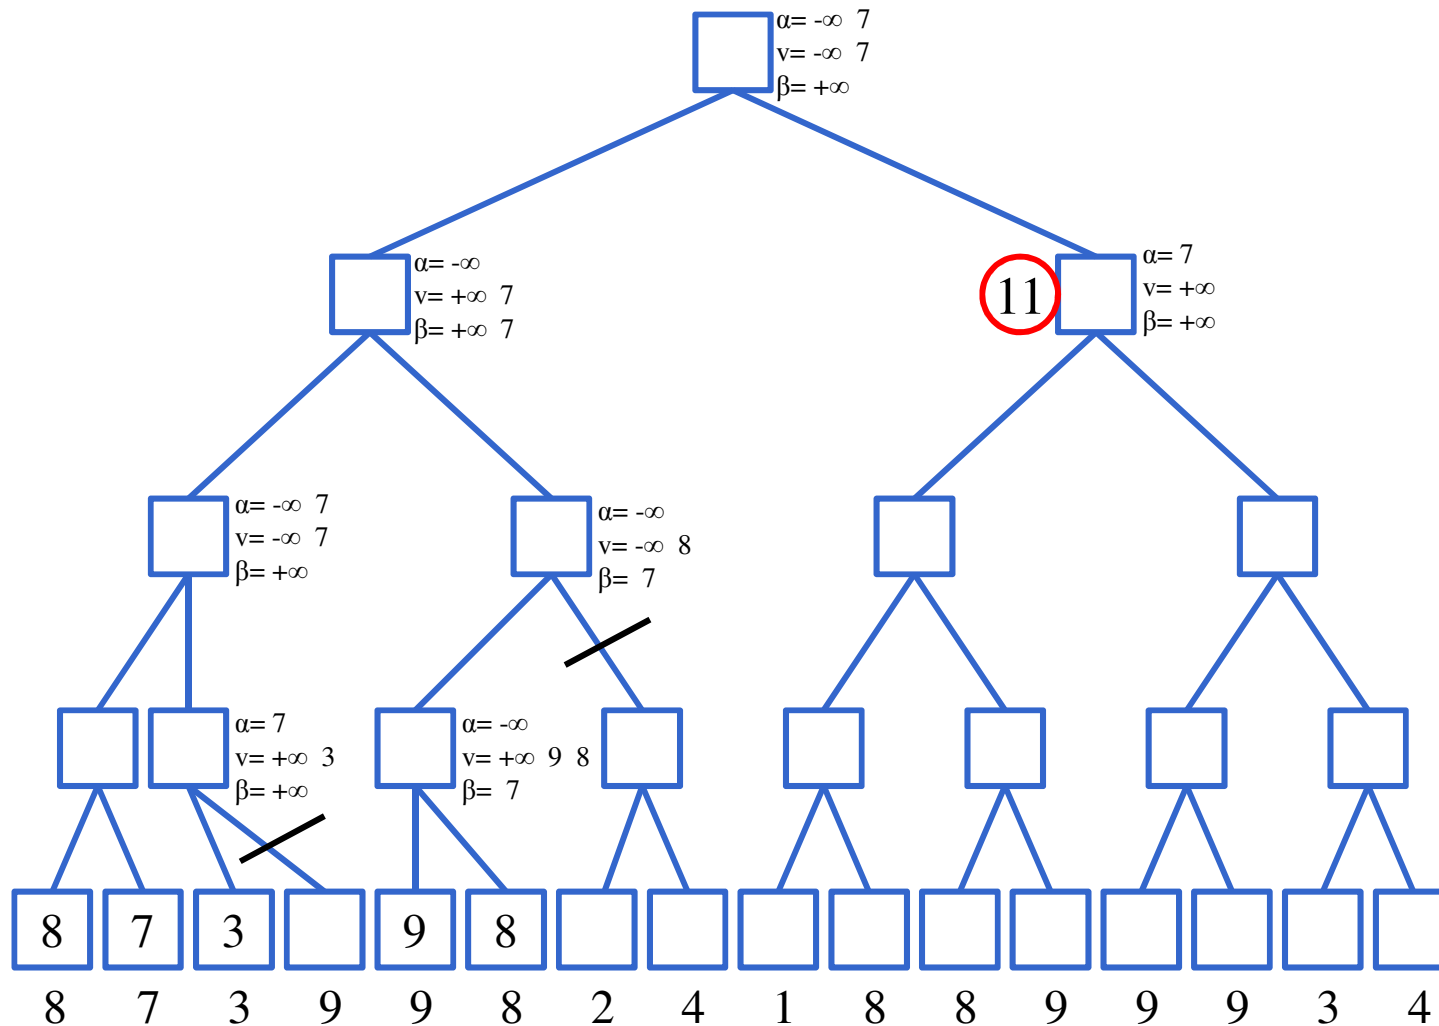 α= -∞ 7
v= -∞ 7
β= +∞
α= -∞
v= +∞ 7
β= +∞ 7
11
α= 7
v= +∞
β= +∞
α= -∞ 7
v= -∞ 7
β= +∞
α= -∞
v= -∞ 8
β= 7
α= 7
v= +∞ 3
β= +∞
α= -∞
v= +∞ 9 8
β= 7
8 7 3 9 8
8 7 3 9 9 8 2 4 1 8 8 9 9 9 3 4